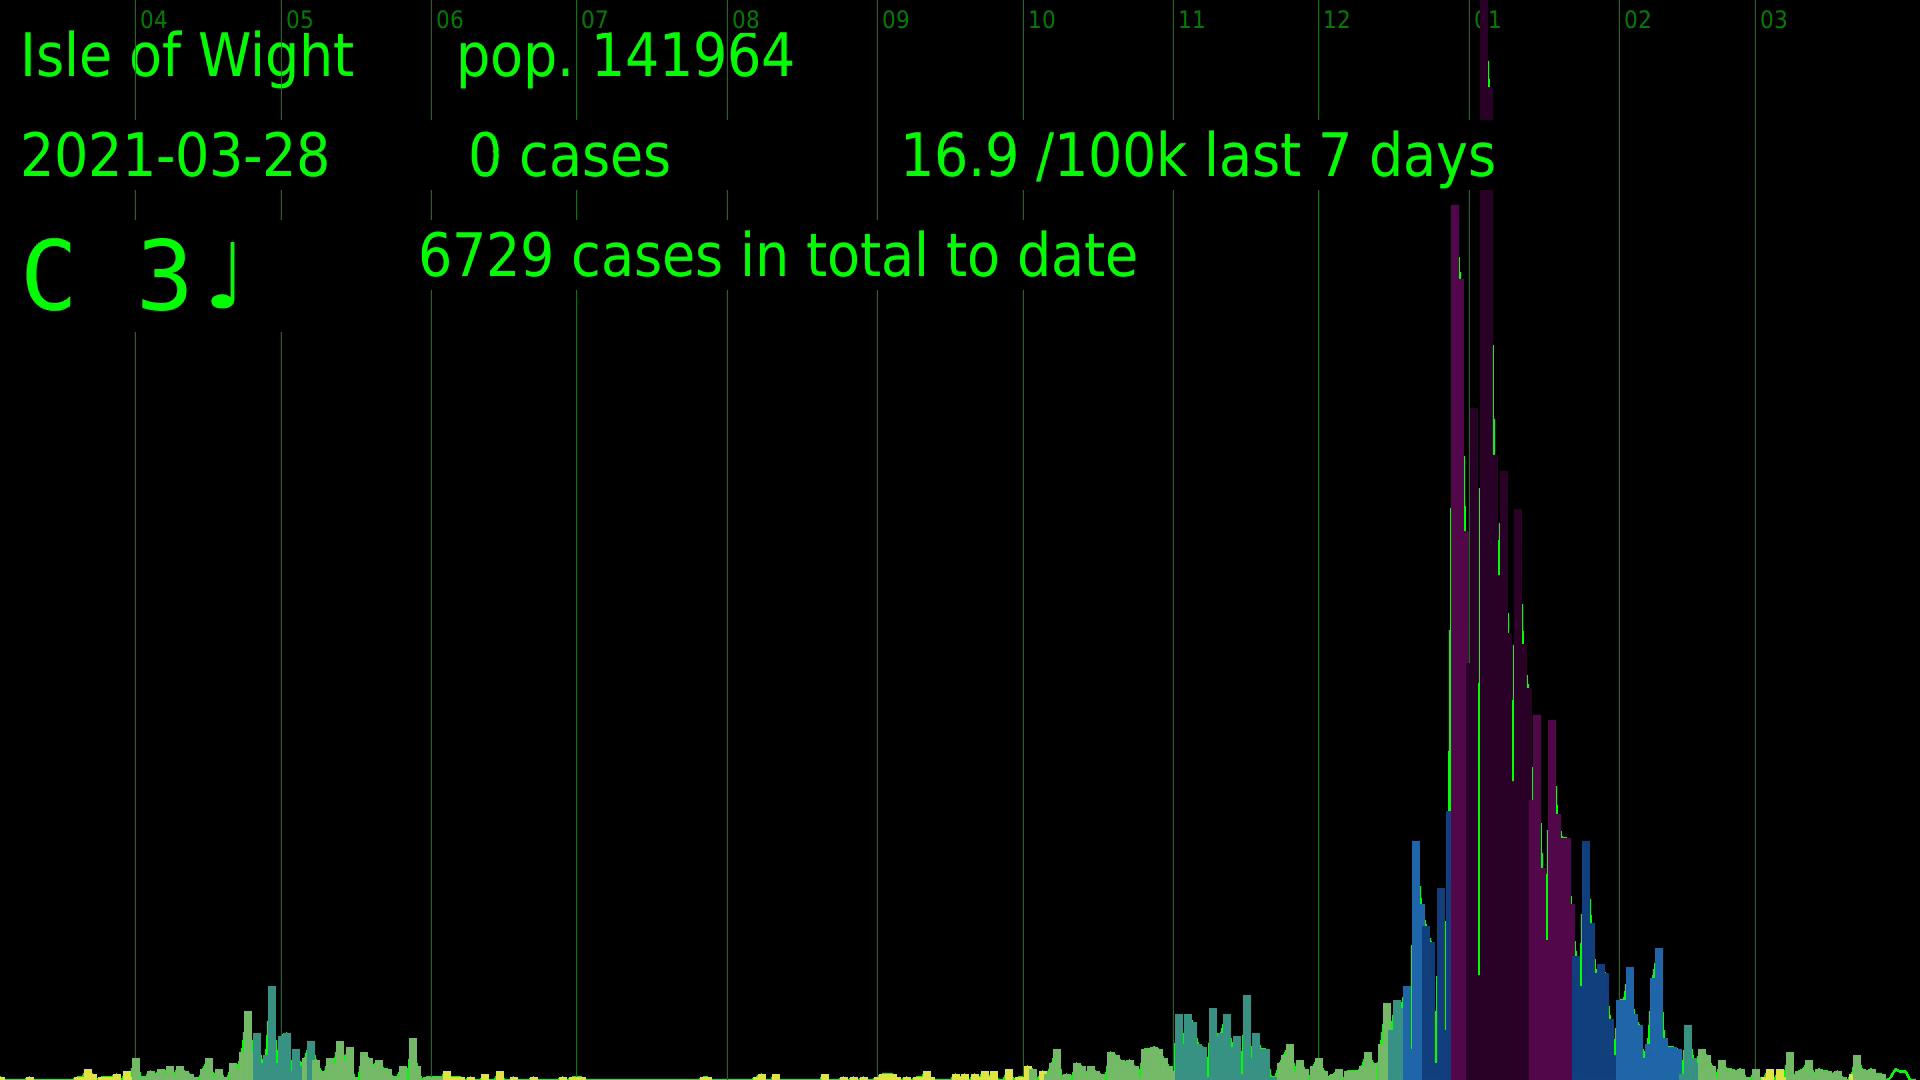 04 05 06 07 08 09 10 11 12 01 02 03
Isle of Wight pop. 141964
2021-03-28 0 cases 16.9 /100k last 7 days
C 3♩ 6729 cases in total to date